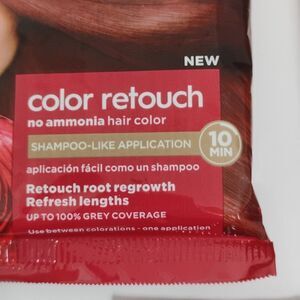 NEW
color retouch
no ammonia hair color
SHAMPOO-LIKE APPLICATION
10
MIN
aplicación fácil como un shampoo
Retouch root regrowth
Refresh lengths
UP TO 100% GREY COVERAGE
Use between colorations - one application